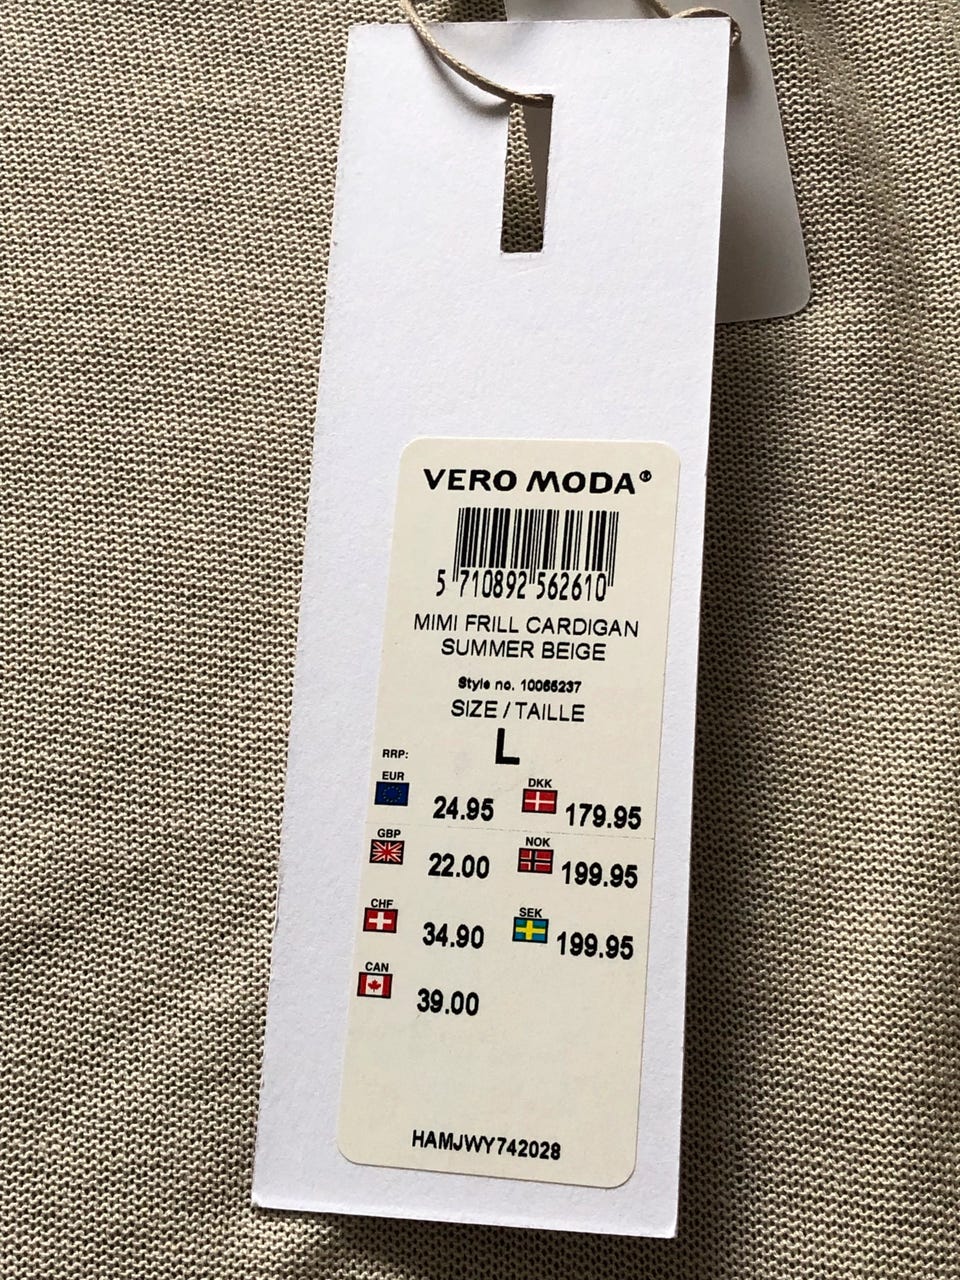 VERO MODA®
5 710892 562610
MIMI FRILL CARDIGAN
SUMMER BEIGE
Style no. 10065237
SIZE / TAILLE
L
RRP:
EUR 24.95 DKK 179.95
GBP 22.00 NOK 199.95
CHF 34.90 SEK 199.95
CAN 39.00
HAMJWY742028